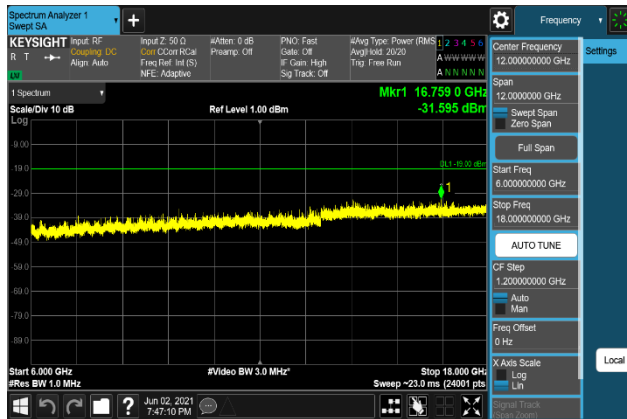 Spectrum Analyzer 1
Swept SA
+
Frequency
KEYSIGHT
R T
Input: RF
Coupling: DC
Align: Auto
Input Z: 50 Ω
Corr CCorr RCal
Freq Ref: Int (S)
NFE: Adaptive
#Atten: 0 dB
Preamp: Off
PNO: Fast
Gate: Off
IF Gain: High
Sig Track: Off
#Avg Type: Power (RMS
Avg|Hold: 20/20
Trig: Free Run
1 2 3 4 5 6
A W W W W W
A N N N N N
LXI
1 Spectrum
Scale/Div 10 dB
Log
Ref Level 1.00 dBm
Mkr1 16.759 0 GHz
-31.595 dBm
-9.00
-19.0
-29.0
-39.0
-49.0
-59.0
-69.0
-79.0
-89.0
DL1 -19.00 dBm
1
Start 6.000 GHz
#Res BW 1.0 MHz
#Video BW 3.0 MHz*
Stop 18.000 GHz
Sweep ~23.0 ms (24001 pts
Center Frequency
12.000000000 GHz
Span
12.0000000 GHz
Swept Span
Zero Span
Full Span
Start Freq
6.000000000 GHz
Stop Freq
18.000000000 GHz
AUTO TUNE
CF Step
1.200000000 GHz
Auto
Man
Freq Offset
0 Hz
X Axis Scale
Log
Lin
Signal Track
(Span Zoom)
Settings
Local
?
Jun 02, 2021
7:47:10 PM